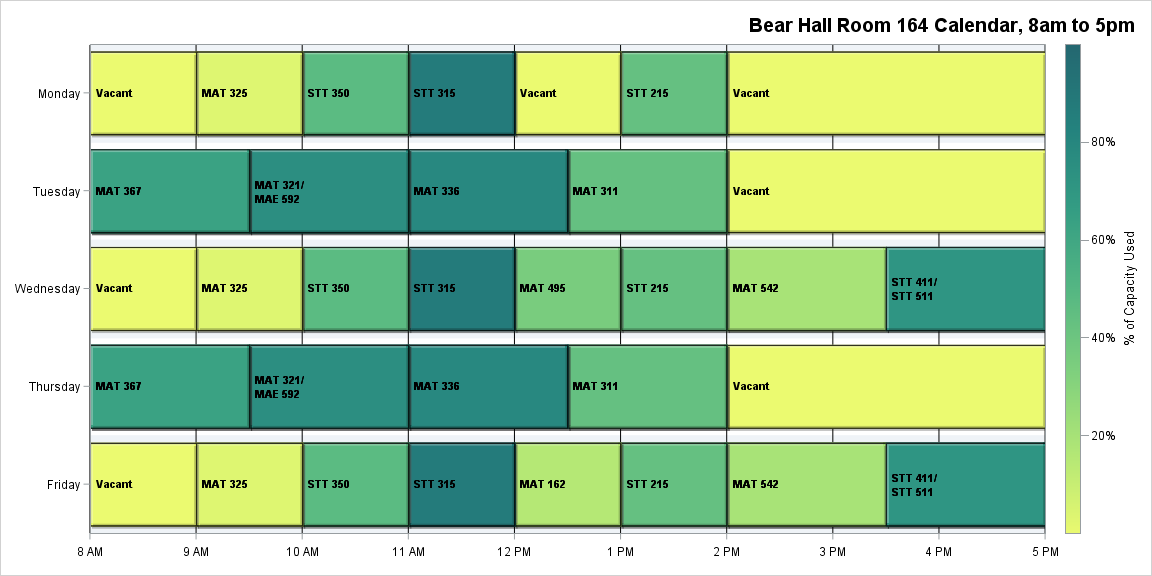 Bear Hall Room 164 Calendar, 8am to 5pm
Monday
Vacant
MAT 325
STT 350
STT 315
Vacant
STT 215
Vacant
Tuesday
MAT 367
MAT 321/
MAE 592
MAT 336
MAT 311
Vacant
Wednesday
Vacant
MAT 325
STT 350
STT 315
MAT 495
STT 215
MAT 542
STT 411/
STT 511
Thursday
MAT 367
MAT 321/
MAE 592
MAT 336
MAT 311
Vacant
Friday
Vacant
MAT 325
STT 350
STT 315
MAT 162
STT 215
MAT 542
STT 411/
STT 511
8 AM
9 AM
10 AM
11 AM
12 PM
1 PM
2 PM
3 PM
4 PM
5 PM
80%
60%
40%
20%
% of Capacity Used